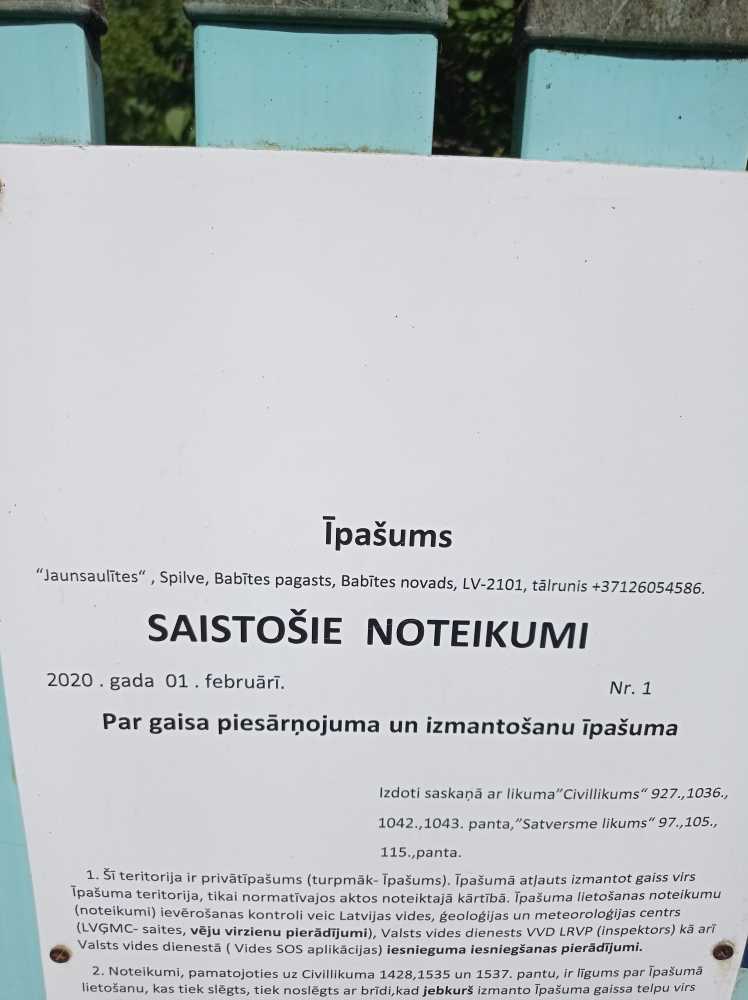 Īpašums
“Jaunsaulītes“ , Spilve, Babītes pagasts, Babītes novads, LV-2101, tālrunis +37126054586.
SAISTOŠIE NOTEIKUMI
2020 . gada 01 . februārī. Nr. 1
Par gaisa piesārņojuma un izmantošanu īpašuma
Izdoti saskaņā ar likuma”Civillikums“ 927.,1036.,
1042.,1043. panta,”Satversme likums“ 97.,105.,
115.,panta.
1. Šī teritorija ir privātīpašums (turpmāk- Īpašums). Īpašumā atļauts izmantot gaiss virs
Īpašuma teritorija, tikai normatīvajos aktos noteiktajā kārtībā. Īpašuma lietošanas noteikumu
(noteikumi) ievērošanas kontroli veic Latvijas vides, ģeoloģijas un meteoroloģijas centrs
(LVĢMC- saites, vēju virzienu pierādījumi), Valsts vides dienests VVD LRVP (inspektors) kā arī
Valsts vides dienestā ( Vides SOS aplikācijas) iesnieguma iesniegšanas pierādījumi.
2. Noteikumi, pamatojoties uz Civillikuma 1428,1535 un 1537. pantu, ir līgums par Īpašumā
lietošanu, kas tiek slēgts, tiek noslēgts ar brīdi,kad jebkurš izmanto Īpašuma gaissa telpu virs